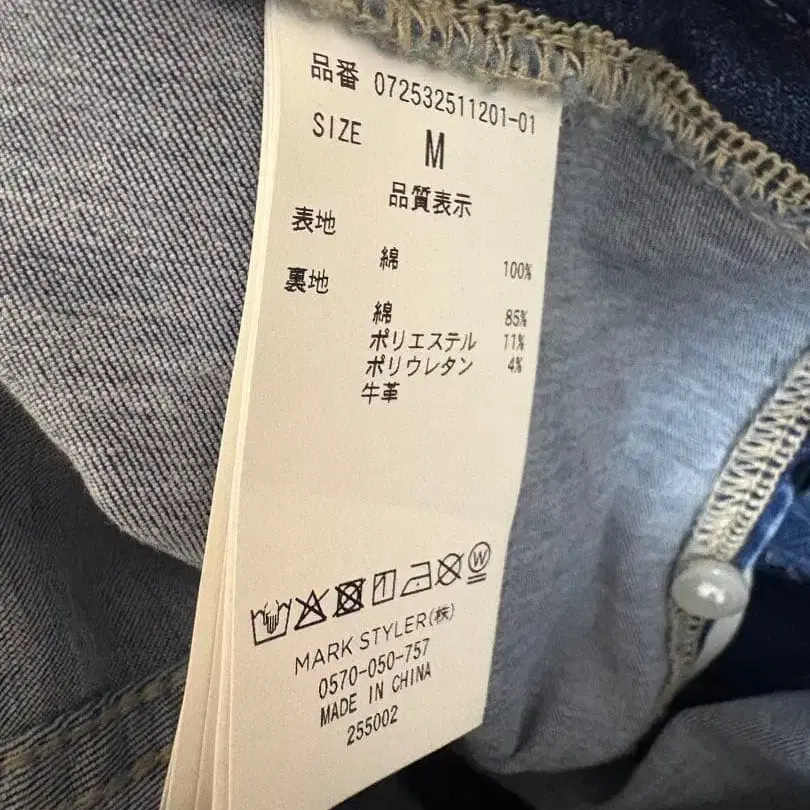 品番 072532511201-01
SIZE M
品質表示
表地
綿 100%
裏地
綿 85%
ポリエステル 11%
ポリウレタン 4%
牛革
W
MARK STYLER(株)
0570-050-757
MADE IN CHINA
255002